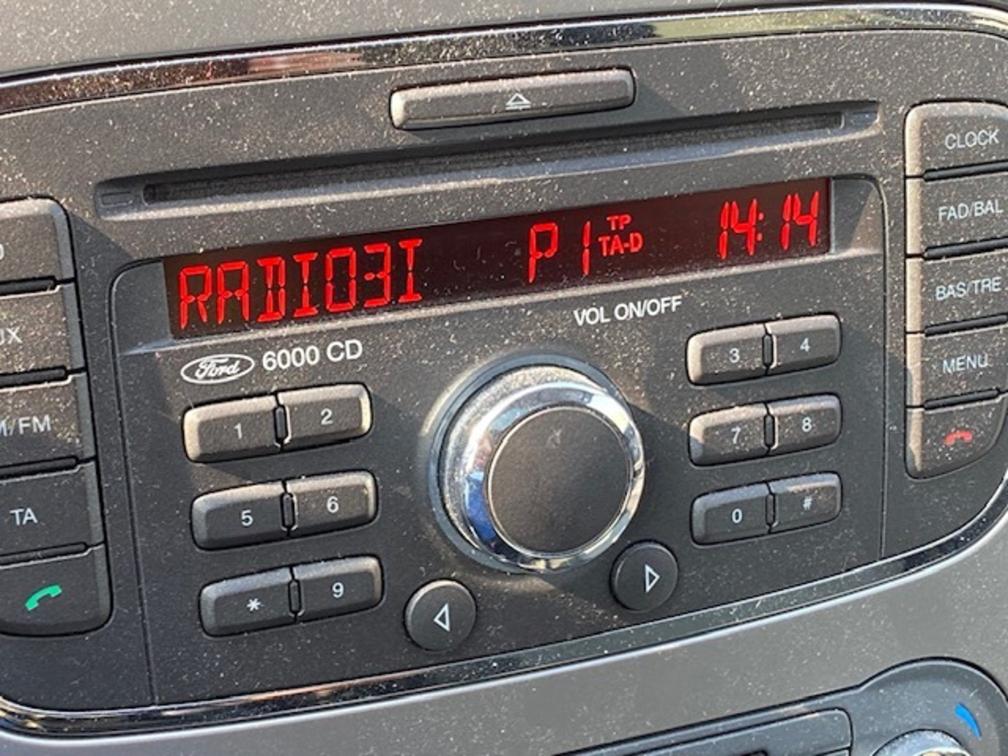 RADIO3I P1 TP TA-D 14:14
VOL ON/OFF
Ford 6000 CD
1 2
3 4
5 6
7 8
* 9
0 #
M/FM
TA
CLOCK
FAD/BAL
BAS/TRE
MENU